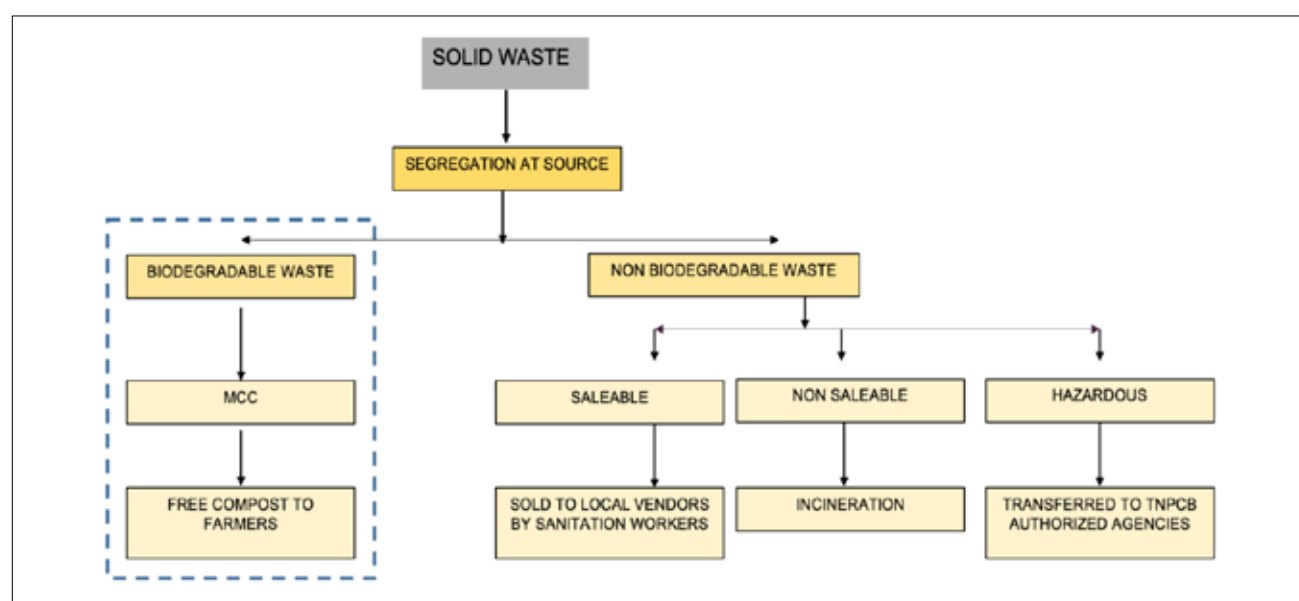 SOLID WASTE
SEGREGATION AT SOURCE
BIODEGRADABLE WASTE
NON BIODEGRADABLE WASTE
MCC
SALEABLE
NON SALEABLE
HAZARDOUS
FREE COMPOST TO
FARMERS
SOLD TO LOCAL VENDORS
BY SANITATION WORKERS
INCINERATION
TRANSFERRED TO TNPCB
AUTHORIZED AGENCIES